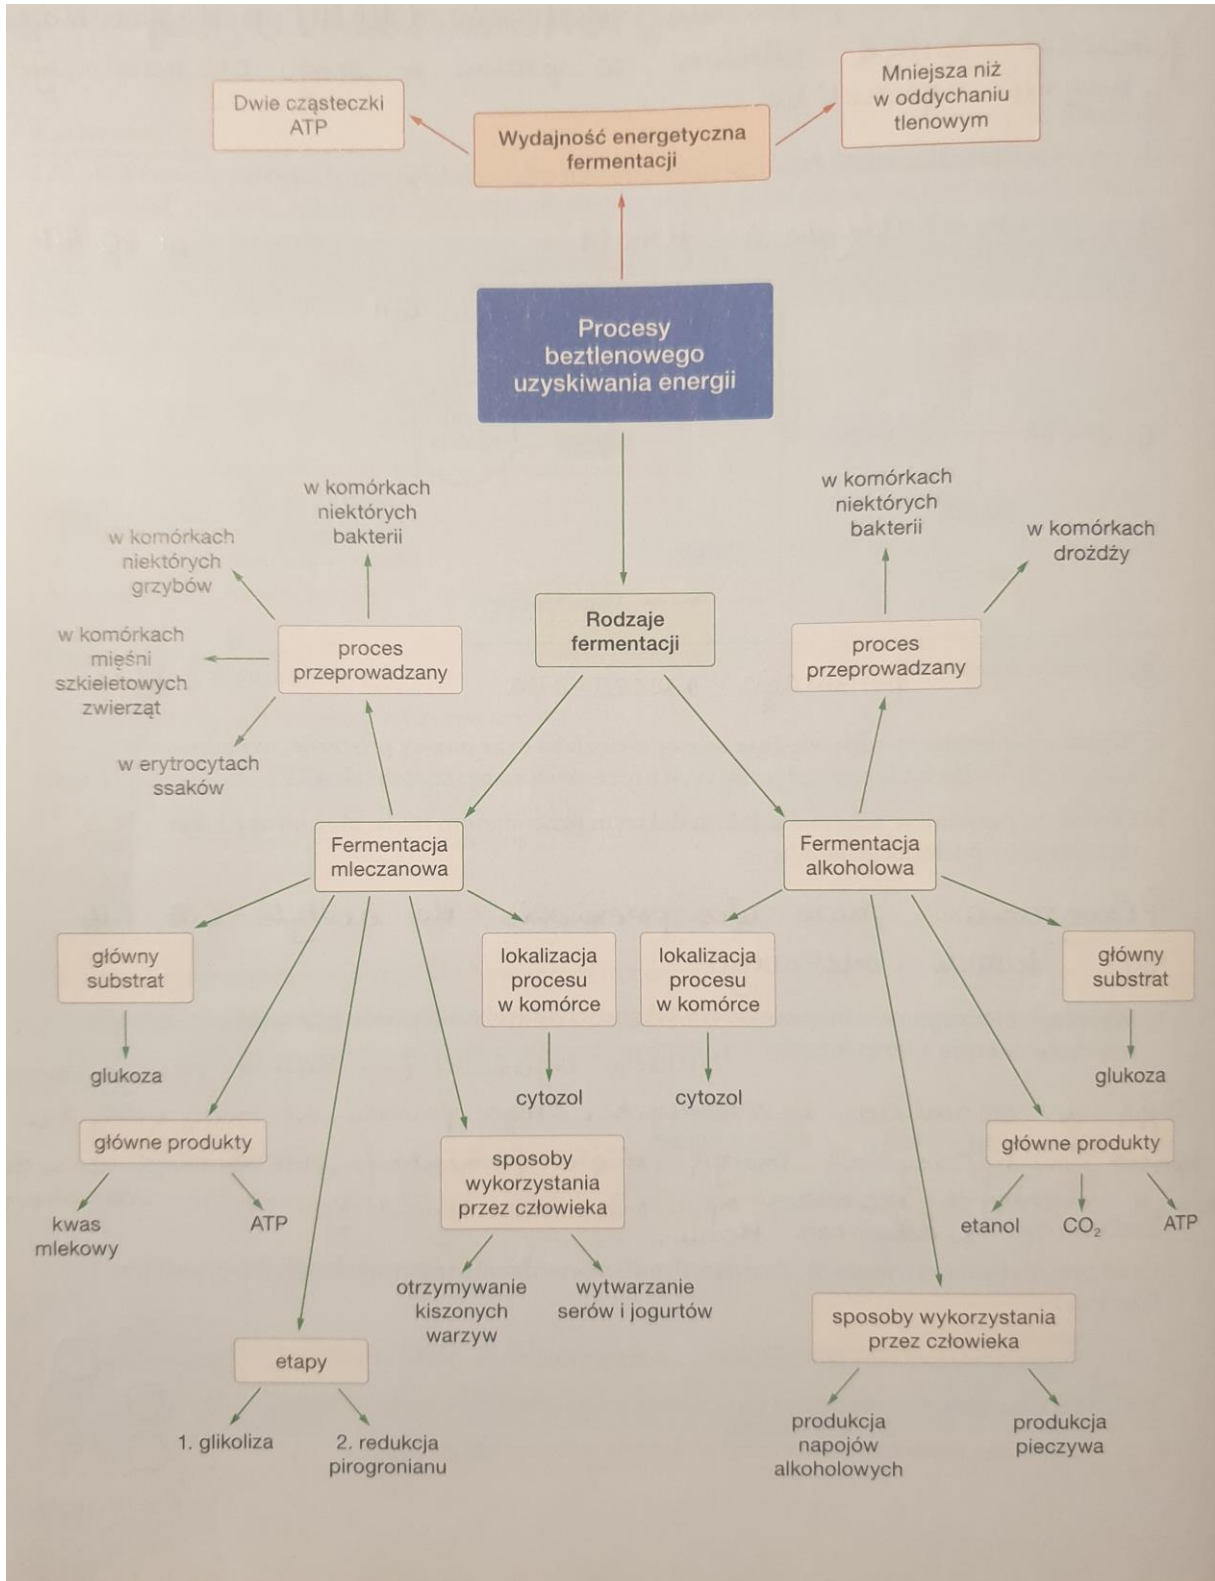 Dwie cząsteczki
ATP
Wydajność energetyczna
fermentacji
Mniejsza niż
w oddychaniu
tlenowym
Procesy
beztlenowego
uzyskiwania energii
w komórkach
niektórych
grzybów
w komórkach
niektórych
bakterii
w komórkach
mięśni
szkieletowych
zwierząt
w erytrocytach
ssaków
proces
przeprowadzany
Rodzaje
fermentacji
w komórkach
niektórych
bakterii
w komórkach
drożdży
proces
przeprowadzany
Fermentacja
mleczanowa
Fermentacja
alkoholowa
główny
substrat
glukoza
lokalizacja
procesu
w komórce
cytozol
lokalizacja
procesu
w komórce
cytozol
główny
substrat
glukoza
główne produkty
kwas
mlekowy
ATP
sposoby
wykorzystania
przez człowieka
otrzymywanie
kiszonych
warzyw
wytwarzanie
serów i jogurtów
główne produkty
etanol
CO₂
ATP
etapy
1. glikoliza
2. redukcja
pirogronianu
sposoby wykorzystania
przez człowieka
produkcja
napojów
alkoholowych
produkcja
pieczywa